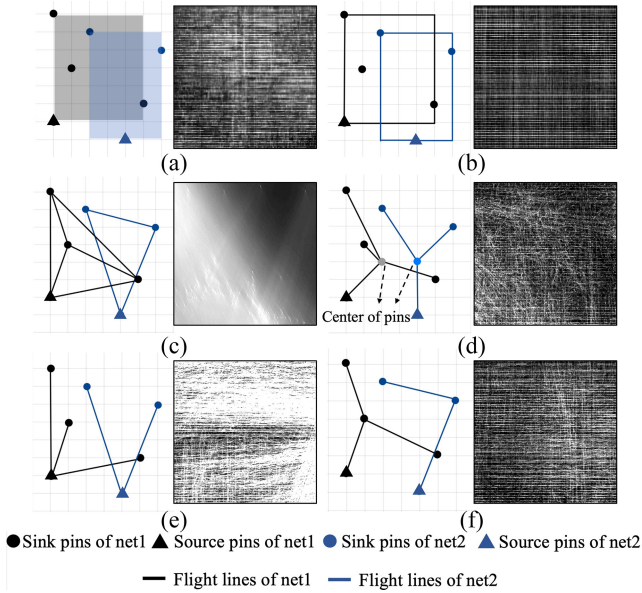 (a)
(b)
Center of pins
(c)
(d)
(e)
(f)
Sink pins of net1 Source pins of net1 Sink pins of net2 Source pins of net2
Flight lines of net1 Flight lines of net2